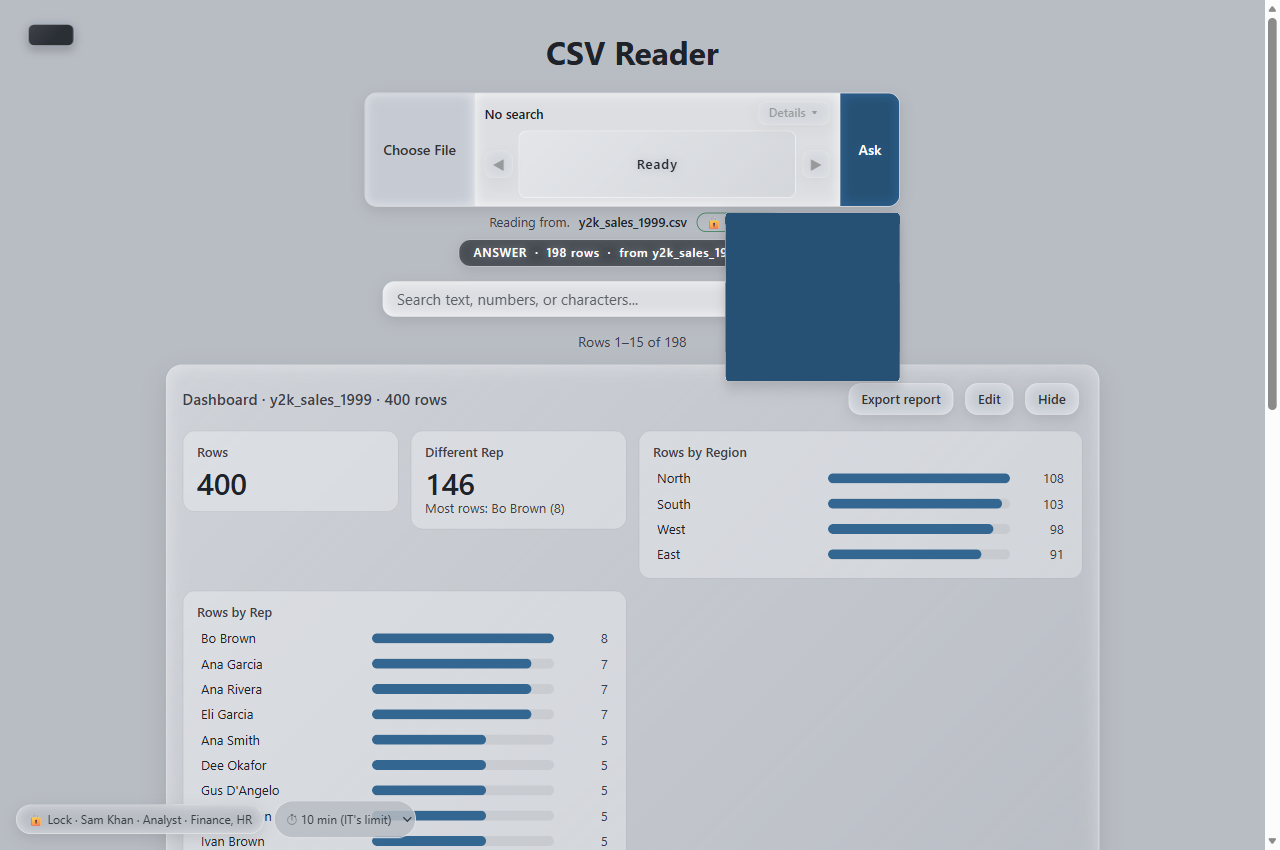 CSV Reader
Choose File
No search
Details
Ready
Ask
Reading from. y2k_sales_1999.csv
ANSWER · 198 rows · from
Search text, numbers, or characters...
Rows 1–15 of 198
Dashboard · y2k_sales_1999 · 400 rows
Export report
Edit
Hide
Rows
400
Different Rep
146
Most rows: Bo Brown (8)
Rows by Region
North 108
South 103
West 98
East 91
Rows by Rep
Bo Brown 8
Ana Garcia 7
Ana Rivera 7
Eli Garcia 7
Ana Smith 5
Dee Okafor 5
Gus D'Angelo 5
5
Ivan Brown 5
Lock · Sam Khan · Analyst · Finance, HR
10 min (IT's limit)